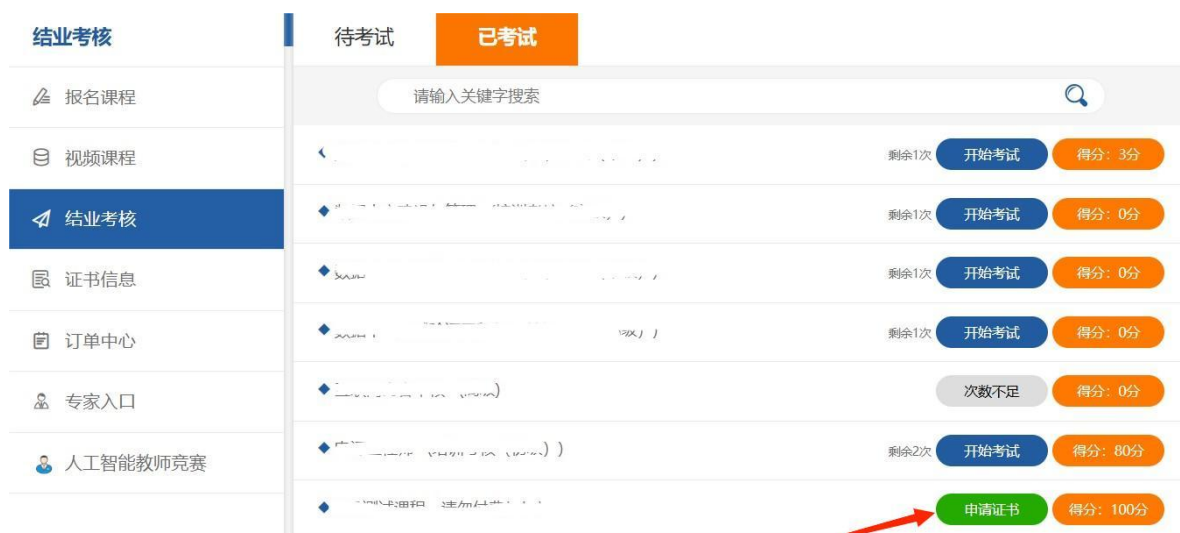 结业考核
待考试
已考试
报名课程
请输入关键字搜索
视频课程
剩余1次 开始考试 得分：3分
结业考核
剩余1次 开始考试 得分：0分
证书信息
剩余1次 开始考试 得分：0分
订单中心
剩余1次 开始考试 得分：0分
专家入口
次数不足 得分：0分
人工智能教师竞赛
剩余2次 开始考试 得分：80分
申请证书 得分：100分